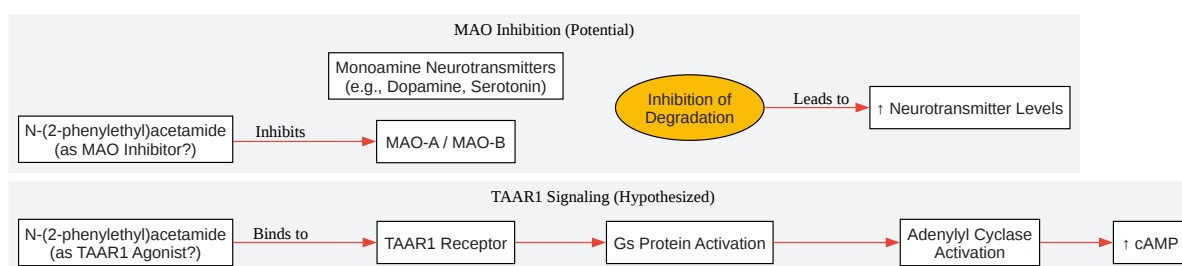 MAO Inhibition (Potential)
Monoamine Neurotransmitters
(e.g., Dopamine, Serotonin)
Inhibition of
Degradation
Leads to
↑ Neurotransmitter Levels
N-(2-phenylethyl)acetamide
(as MAO Inhibitor?)
Inhibits
MAO-A / MAO-B
TAAR1 Signaling (Hypothesized)
N-(2-phenylethyl)acetamide
(as TAAR1 Agonist?)
Binds to
TAAR1 Receptor
Gs Protein Activation
Adenylyl Cyclase
Activation
↑ cAMP